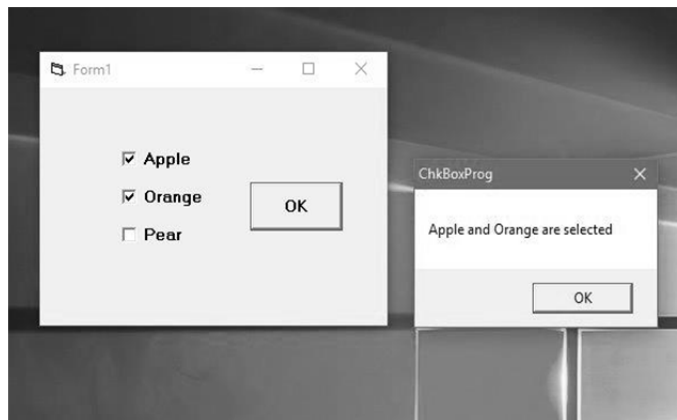 Form1
Apple
Orange
Pear
OK
ChkBoxProg
Apple and Orange are selected
OK